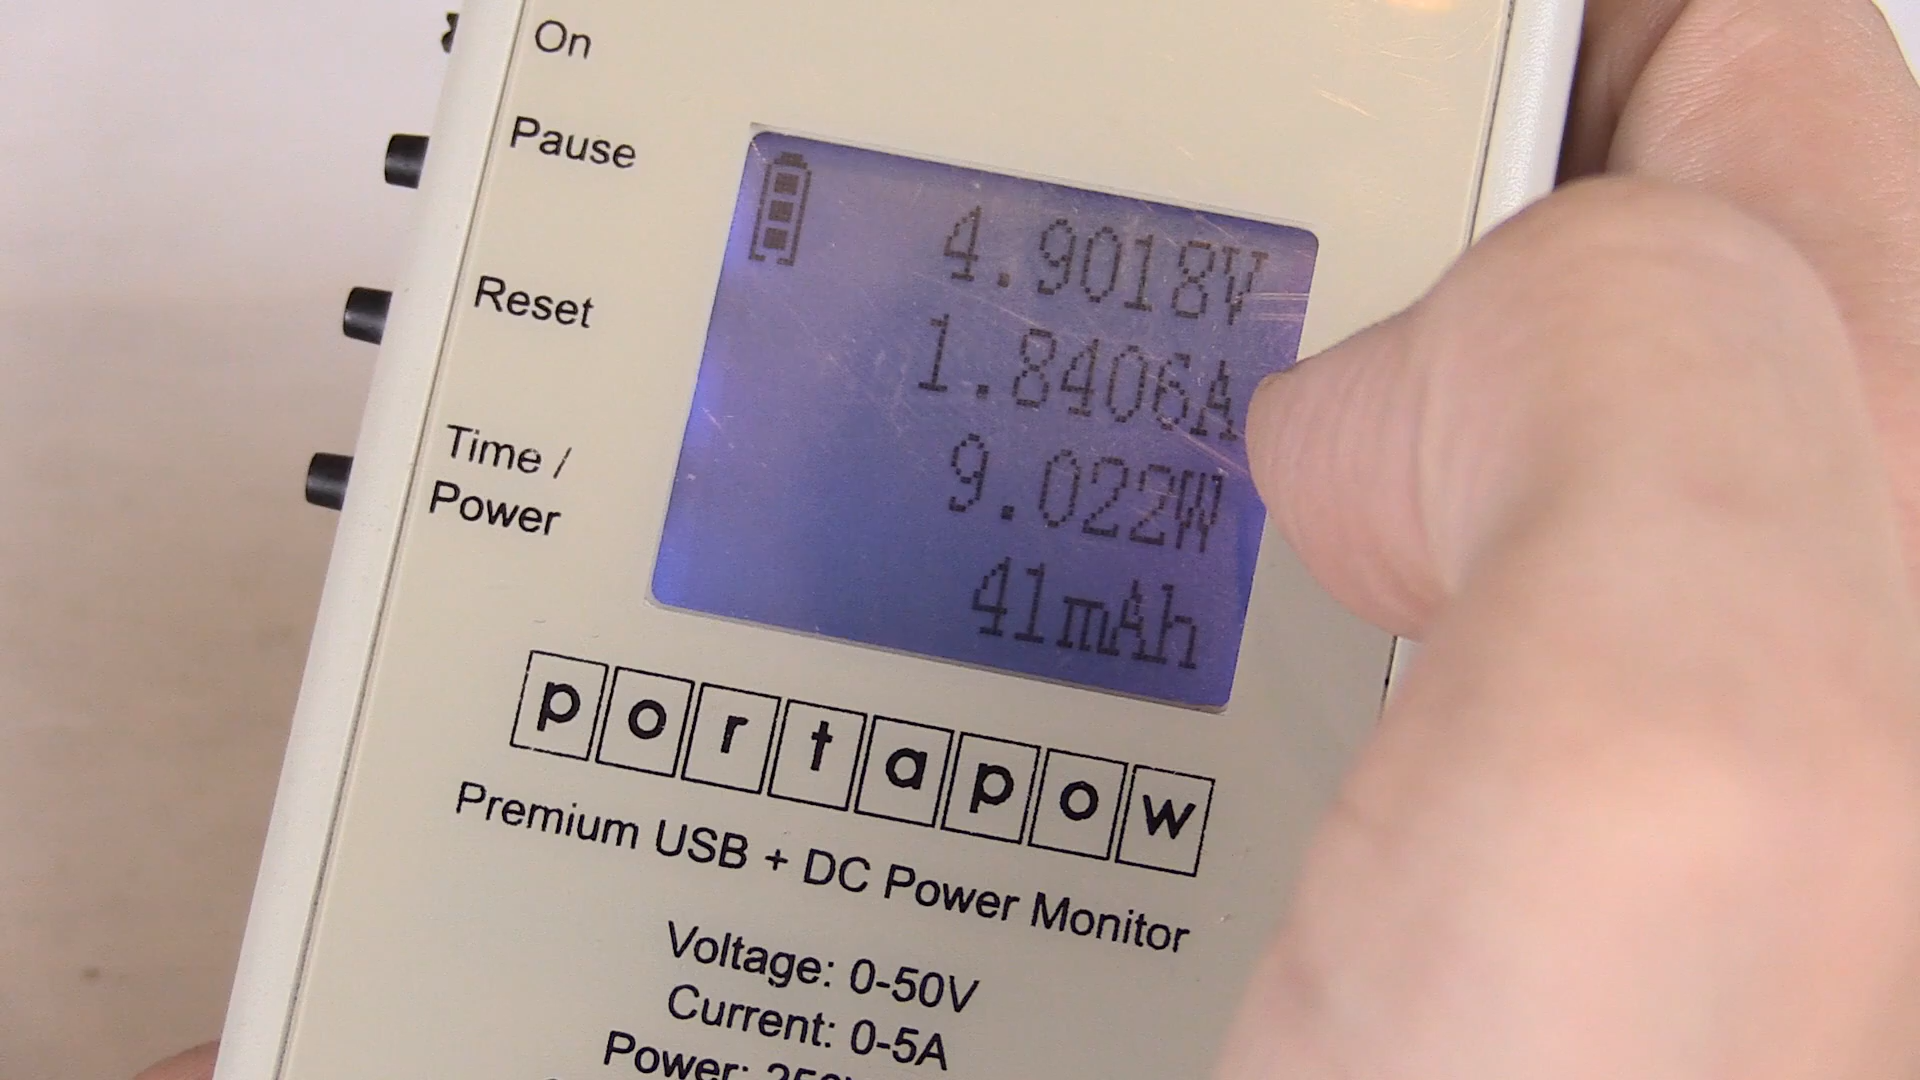 On
Pause
Reset
Time /
Power
4.9018V
1.8406A
9.022W
41mAh
portapow
Premium USB + DC Power Monitor
Voltage: 0-50V
Current: 0-5A
Power: